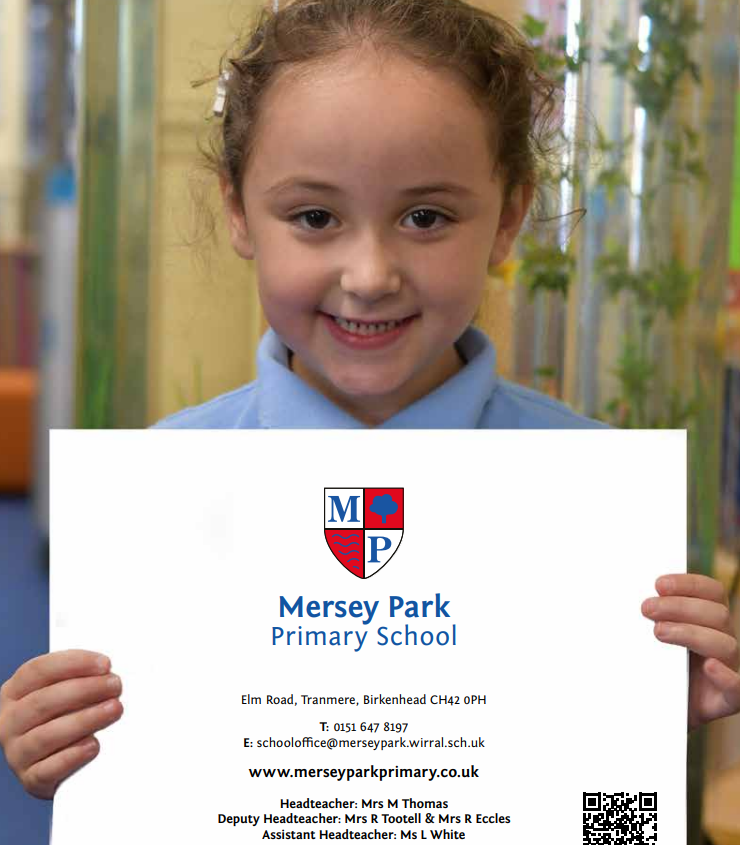 M
P
Mersey Park
Primary School
Elm Road, Tranmere, Birkenhead CH42 0PH
T: 0151 647 8197
E: schooloffice@merseypark.wirral.sch.uk
www.merseyparkprimary.co.uk
Headteacher: Mrs M Thomas
Deputy Headteacher: Mrs R Tootell & Mrs R Eccles
Assistant Headteacher: Ms L White